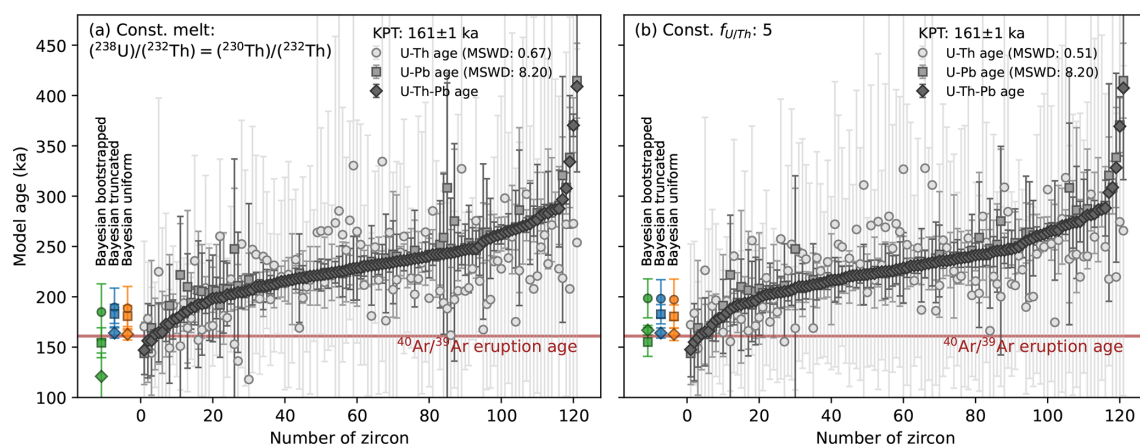 (a) Const. melt:
(²³⁸U)/(²³²Th) = (²³⁰Th)/(²³²Th)
KPT: 161±1 ka
U-Th age (MSWD: 0.67)
U-Pb age (MSWD: 8.20)
U-Th-Pb age
Bayesian bootstrapped
Bayesian truncated
Bayesian uniform
⁴⁰Ar/³⁹Ar eruption age
Model age (ka)
450
400
350
300
250
200
150
100
0
20
40
60
80
100
120
Number of zircon
(b) Const. f_U/Th: 5
KPT: 161±1 ka
U-Th age (MSWD: 0.51)
U-Pb age (MSWD: 8.20)
U-Th-Pb age
Bayesian bootstrapped
Bayesian truncated
Bayesian uniform
⁴⁰Ar/³⁹Ar eruption age
0
20
40
60
80
100
120
Number of zircon